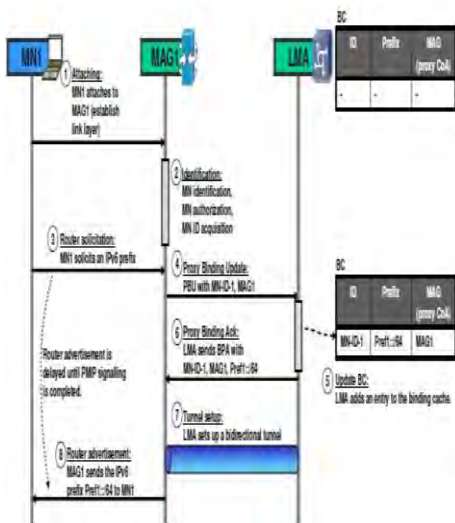 BC
MN1
MAG1
LMA
ID Prefix MAG (proxy CoA)
- - -
1 Attaching:
MN1 attaches to
MAG1 (establish
link layer)
2 Identification:
MN identification,
MN authorization,
MN ID acquisition
3 Router solicitation:
MN1 solicits an IPv6 prefix
4 Proxy Binding Update:
PBU with MN-ID-1, MAG1
BC
ID Prefix MAG (proxy CoA)
MN-ID-1 Pref1::/64 MAG1
5 Update BC:
LMA adds an entry to the binding cache.
6 Proxy Binding Ack:
LMA sends BPA with
MN-ID-1, MAG1, Pref1::/64
Router advertisement is
delayed until PMIP signalling
is completed.
7 Tunnel setup:
LMA sets up a bidirectional tunnel
8 Router advertisement:
MAG1 sends the IPv6
prefix Pref1::/64 to MN1